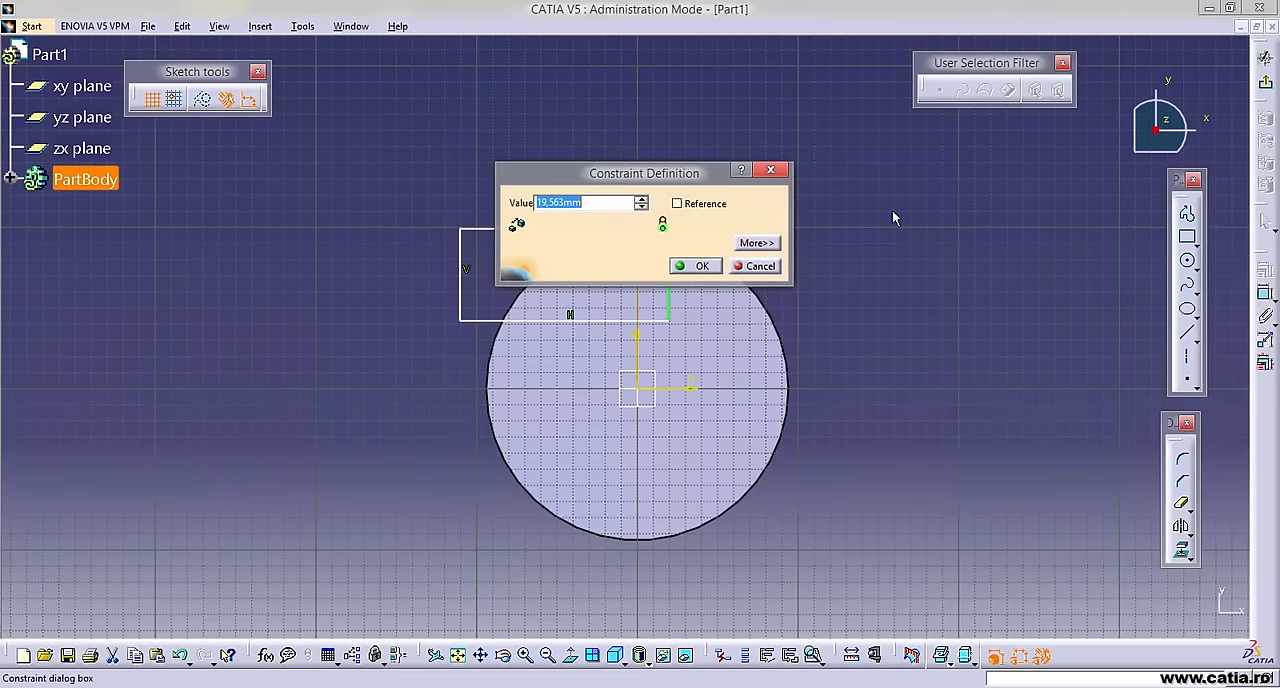 CATIA V5 : Administration Mode - [Part1]
Start ENOVIA V5 VPM File Edit View Insert Tools Window Help
Part1
xy plane
yz plane
zx plane
PartBody
Sketch tools
User Selection Filter
y
x
z
Constraint Definition
Value 19,563mm
Reference
More>>
OK Cancel
V
H
P..
D..
y
x
f(x)
CATIA
Constraint dialog box
www.catia.ro